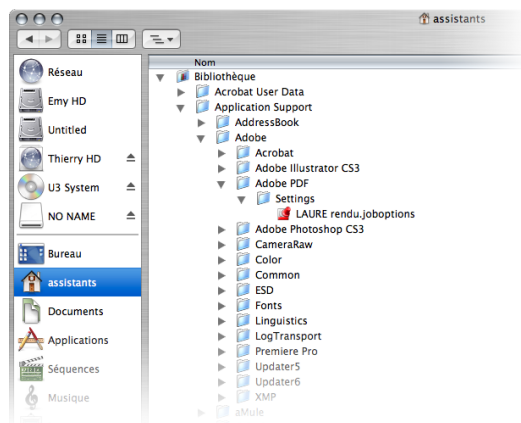 assistants
Réseau
Emy HD
Untitled
Thierry HD
U3 System
NO NAME
Bureau
assistants
Documents
Applications
Séquences
Musique
Nom
Bibliothèque
Acrobat User Data
Application Support
AddressBook
Adobe
Acrobat
Adobe Illustrator CS3
Adobe PDF
Settings
LAURE rendu.joboptions
Adobe Photoshop CS3
CameraRaw
Color
Common
ESD
Fonts
Linguistics
LogTransport
Premiere Pro
Updater5
Updater6
XMP
aMule